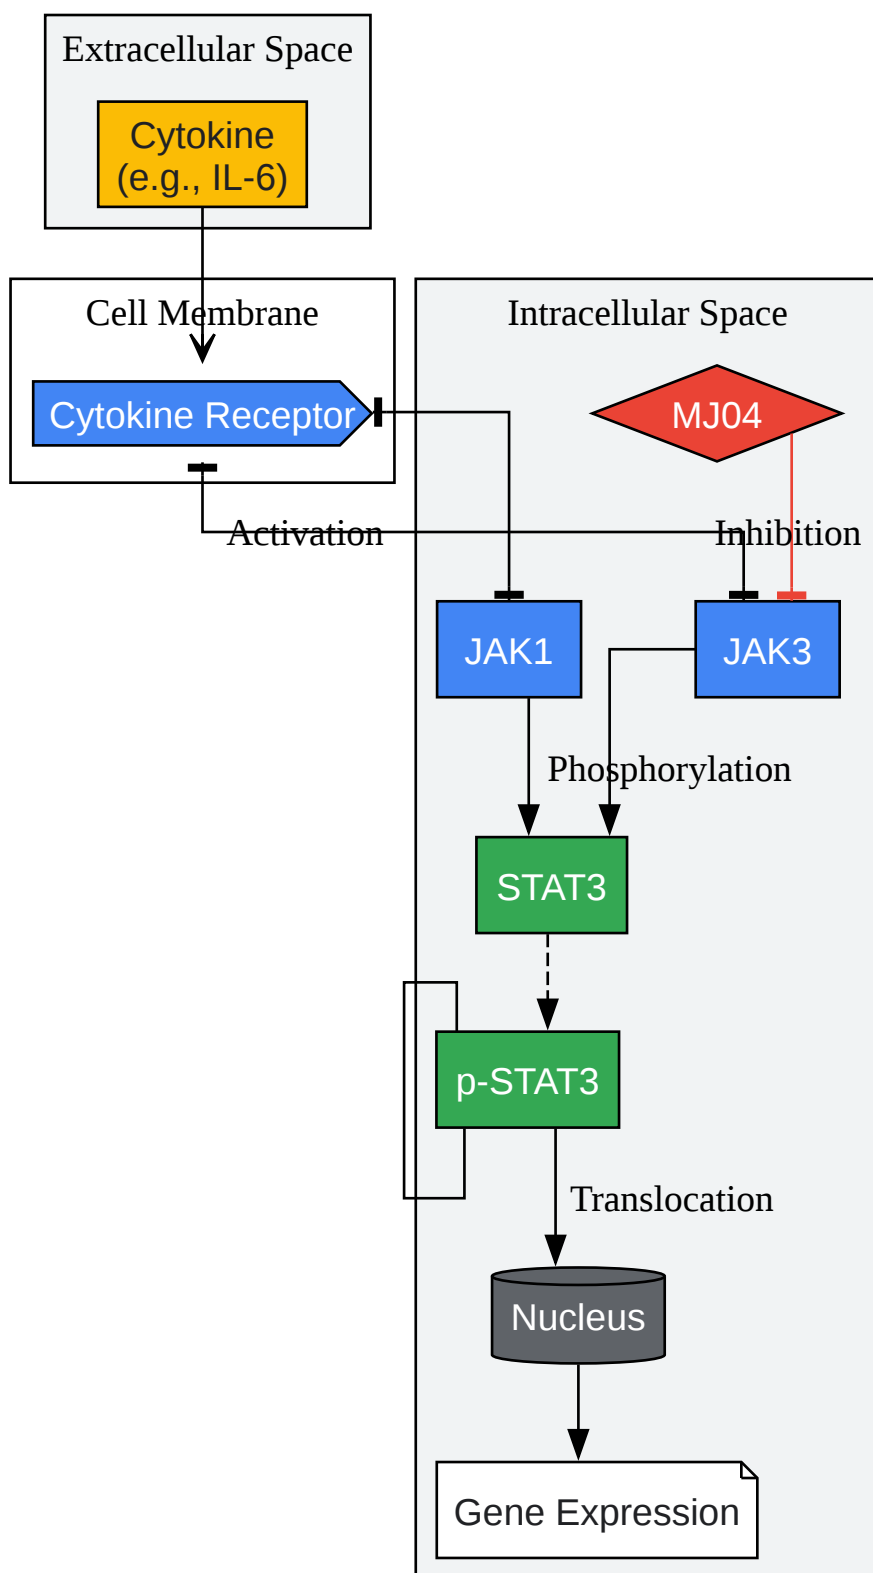 Extracellular Space
Cytokine
(e.g., IL-6)
Cell Membrane
Intracellular Space
Cytokine Receptor
MJ04
Activation
Inhibition
JAK1
JAK3
Phosphorylation
STAT3
p-STAT3
Translocation
Nucleus
Gene Expression